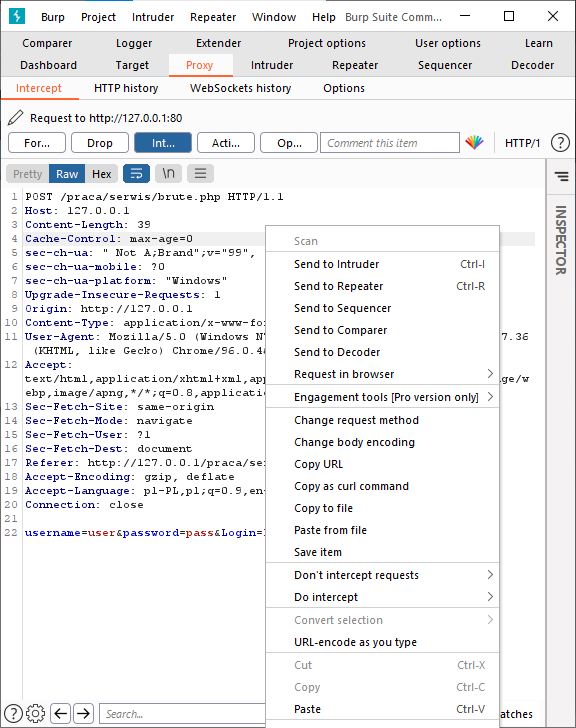 Burp Project Intruder Repeater Window Help Burp Suite Comm...
Comparer Logger Extender Project options User options Learn
Dashboard Target Proxy Intruder Repeater Sequencer Decoder
Intercept HTTP history WebSockets history Options
Request to http://127.0.0.1:80
For... Drop Int... Acti... Op... Comment this item HTTP/1 ?
Pretty Raw Hex \n
INSPECTOR
1 POST /praca/serwis/brute.php HTTP/1.1
2 Host: 127.0.0.1
3 Content-Length: 39
4 Cache-Control: max-age=0
5 sec-ch-ua: " Not A;Brand";v="99",
6 sec-ch-ua-mobile: ?0
7 sec-ch-ua-platform: "Windows"
8 Upgrade-Insecure-Requests: 1
9 Origin: http://127.0.0.1
10 Content-Type: application/x-www-fo
11 User-Agent: Mozilla/5.0 (Windows N 7.36
(KHTML, like Gecko) Chrome/96.0.4
12 Accept:
text/html,application/xhtml+xml,app ge/w
ebp,image/apng,*/*;q=0.8,applicatio
13 Sec-Fetch-Site: same-origin
14 Sec-Fetch-Mode: navigate
15 Sec-Fetch-User: ?1
16 Sec-Fetch-Dest: document
17 Referer: http://127.0.0.1/praca/se
18 Accept-Encoding: gzip, deflate
19 Accept-Language: pl-PL,pl;q=0.9,en
20 Connection: close
21
22 username=user&password=pass&Login=
Scan
Send to Intruder Ctrl-I
Send to Repeater Ctrl-R
Send to Sequencer
Send to Comparer
Send to Decoder
Request in browser
Engagement tools [Pro version only]
Change request method
Change body encoding
Copy URL
Copy as curl command
Copy to file
Paste from file
Save item
Don't intercept requests
Do intercept
Convert selection
URL-encode as you type
Cut Ctrl-X
Copy Ctrl-C
Paste Ctrl-V
? Search... atches